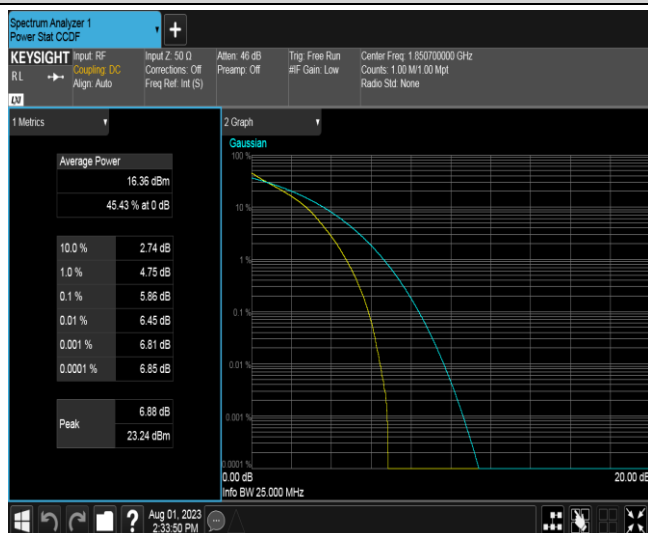 Spectrum Analyzer 1
Power Stat CCDF
+
KEYSIGHT
RL
LXI
Input: RF
Coupling: DC
Align: Auto
Input Z: 50 Ω
Corrections: Off
Freq Ref: Int (S)
Atten: 46 dB
Preamp: Off
Trig: Free Run
#IF Gain: Low
Center Freq: 1.850700000 GHz
Counts: 1.00 M/1.00 Mpt
Radio Std: None
1 Metrics
Average Power
16.36 dBm
45.43 % at 0 dB
10.0 % 2.74 dB
1.0 % 4.75 dB
0.1 % 5.86 dB
0.01 % 6.45 dB
0.001 % 6.81 dB
0.0001 % 6.85 dB
Peak
6.88 dB
23.24 dBm
2 Graph
Gaussian
100 %
10 %
1 %
0.1 %
0.01 %
0.001 %
0.0001 %
0.00 dB 20.00 dB
Info BW 25.000 MHz
?
Aug 01, 2023
2:33:50 PM